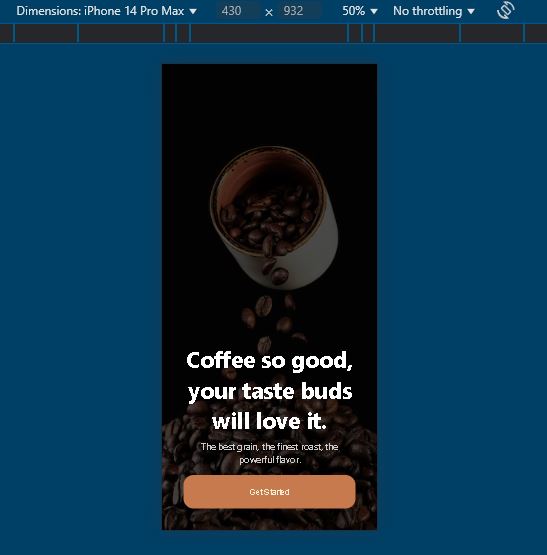 Dimensions: iPhone 14 Pro Max 430 × 932 50% No throttling
Coffee so good,
your taste buds
will love it.
The best grain, the finest roast, the
powerful flavor.
Get Started